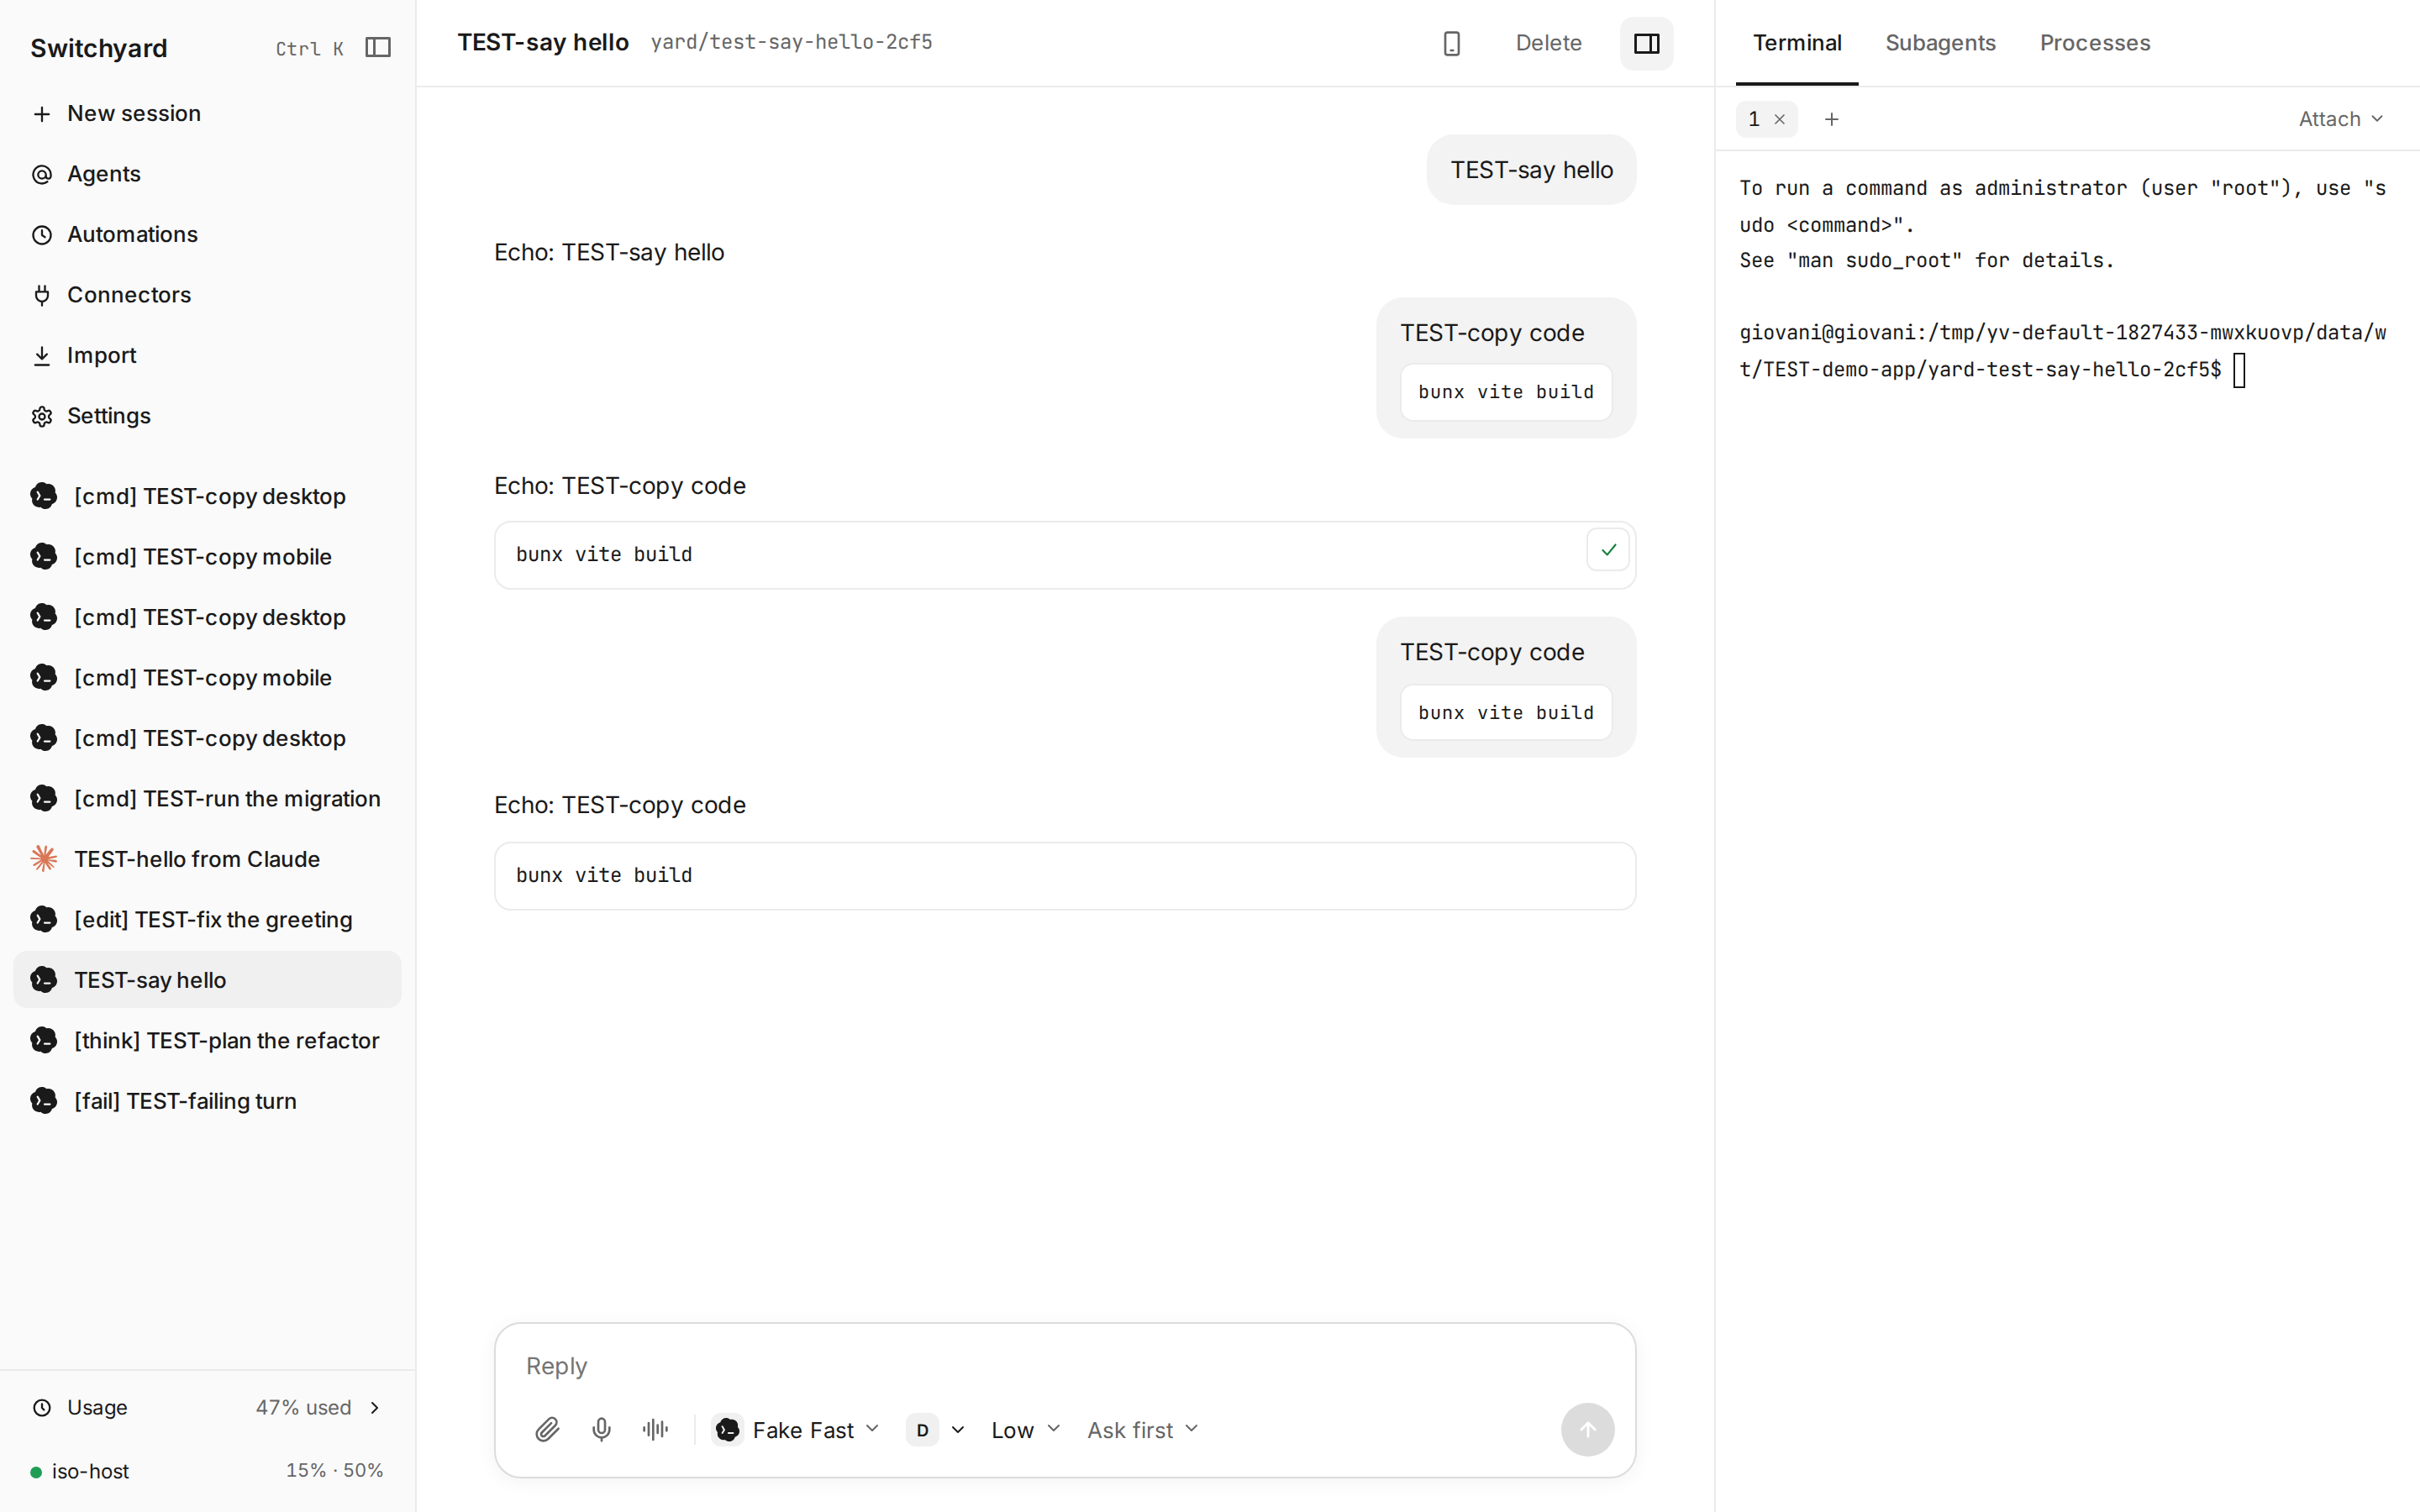 Switchyard
Ctrl K
New session
Agents
Automations
Connectors
Import
Settings
[cmd] TEST-copy desktop
[cmd] TEST-copy mobile
[cmd] TEST-copy desktop
[cmd] TEST-copy mobile
[cmd] TEST-copy desktop
[cmd] TEST-run the migration
TEST-hello from Claude
[edit] TEST-fix the greeting
TEST-say hello
[think] TEST-plan the refactor
[fail] TEST-failing turn
Usage 47% used
iso-host 15% · 50%
TEST-say hello yard/test-say-hello-2cf5
Delete
TEST-say hello
Echo: TEST-say hello
TEST-copy code
bunx vite build
Echo: TEST-copy code
bunx vite build
TEST-copy code
bunx vite build
Echo: TEST-copy code
bunx vite build
Reply
Fake Fast D Low Ask first
Terminal Subagents Processes
1 Attach
To run a command as administrator (user "root"), use "s
udo <command>".
See "man sudo_root" for details.
giovani@giovani:/tmp/yv-default-1827433-mwxkuovp/data/w
t/TEST-demo-app/yard-test-say-hello-2cf5$